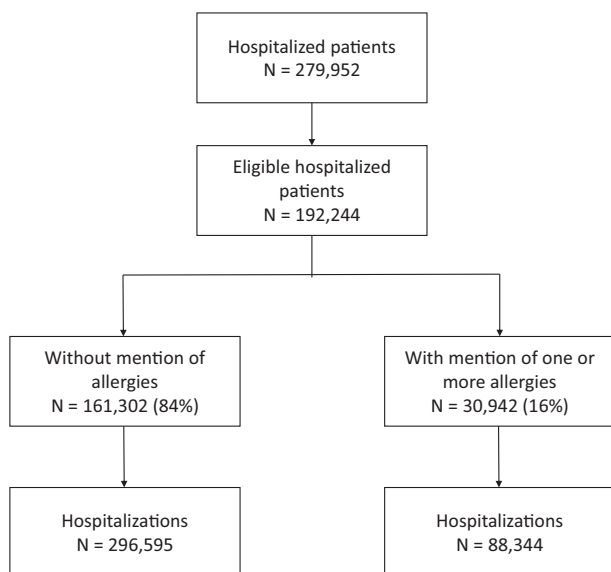 Hospitalized patients
N = 279,952
Eligible hospitalized
patients
N = 192,244
Without mention of
allergies
N = 161,302 (84%)
With mention of one or
more allergies
N = 30,942 (16%)
Hospitalizations
N = 296,595
Hospitalizations
N = 88,344